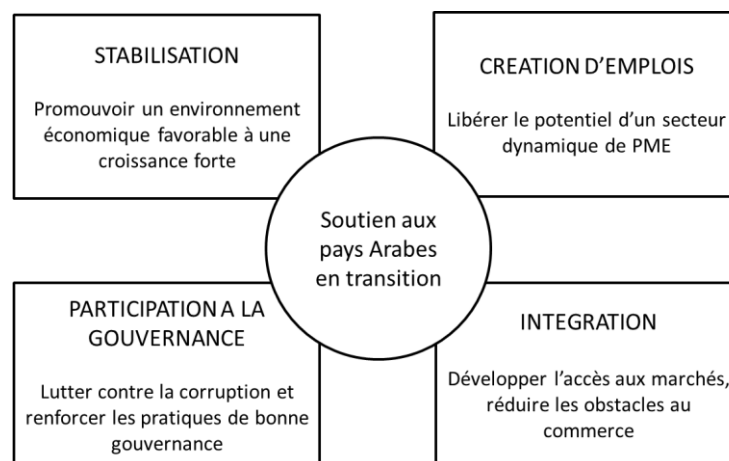 STABILISATION
Promouvoir un environnement
économique favorable à une
croissance forte
CREATION D’EMPLOIS
Libérer le potentiel d’un secteur
dynamique de PME
Soutien aux
pays Arabes
en transition
PARTICIPATION A LA
GOUVERNANCE
Lutter contre la corruption et
renforcer les pratiques de bonne
gouvernance
INTEGRATION
Développer l’accès aux marchés,
réduire les obstacles au
commerce